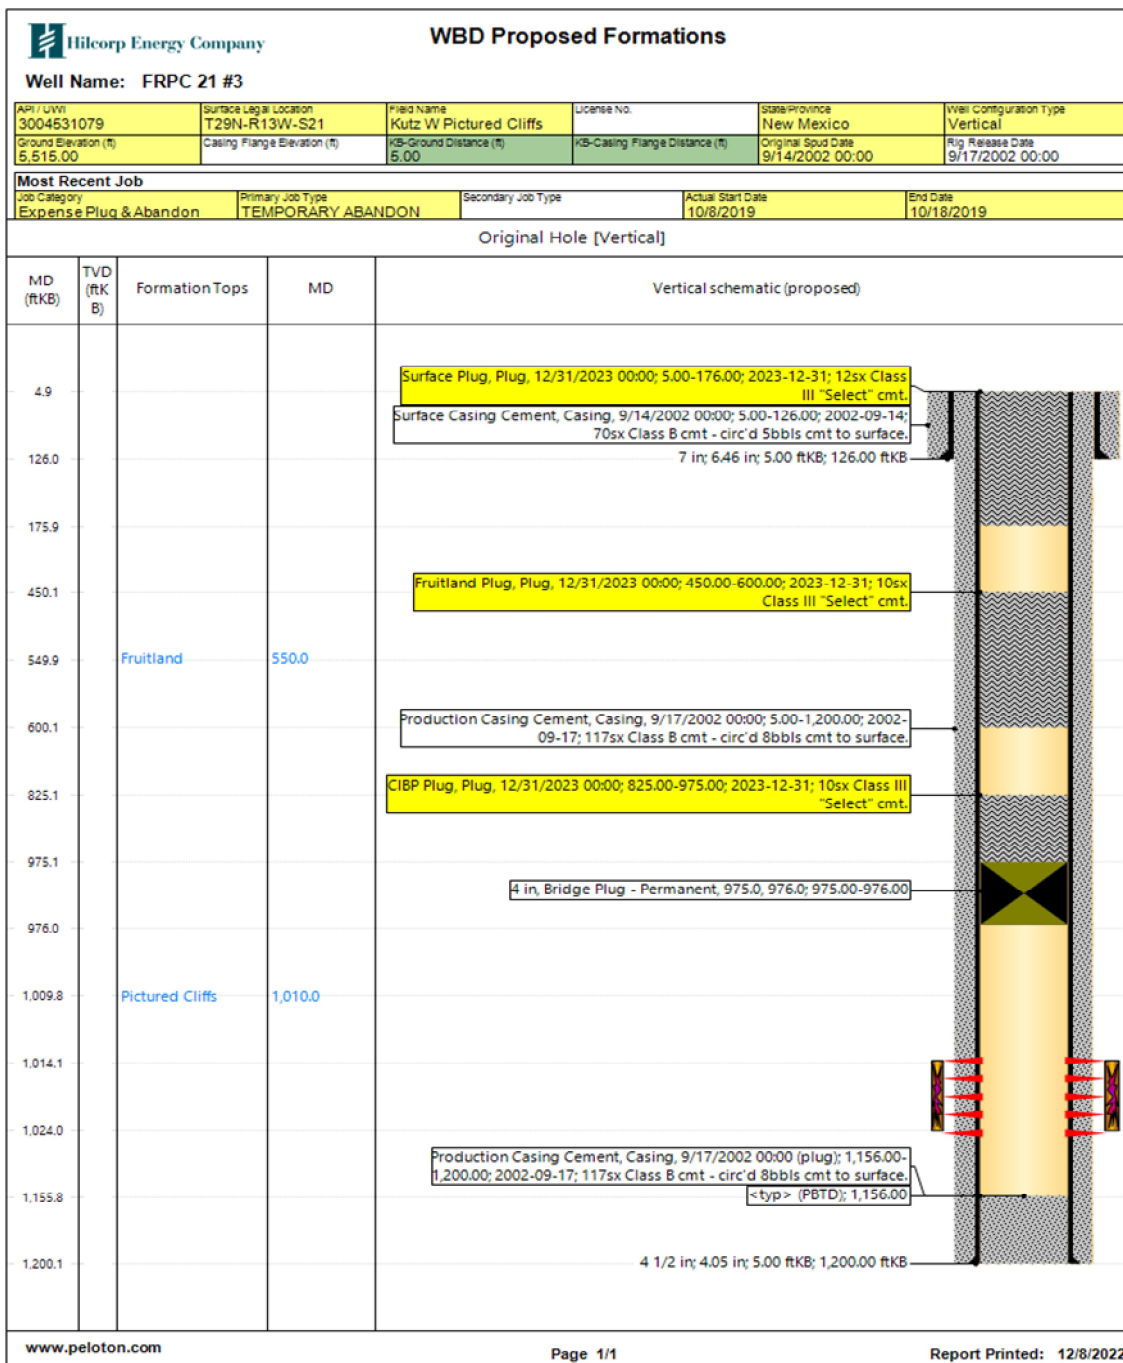 Hilcorp Energy Company
WBD Proposed Formations
Well Name: FRPC 21 #3
API / UWI
3004531079
Surface Legal Location
T29N-R13W-S21
Field Name
Kutz W Pictured Cliffs
License No.
State/Province
New Mexico
Well Configuration Type
Vertical
Ground Elevation (ft)
5,515.00
Casing Flange Elevation (ft)
KB-Ground Distance (ft)
5.00
KB-Casing Flange Distance (ft)
Original Spud Date
9/14/2002 00:00
Rig Release Date
9/17/2002 00:00
Most Recent Job
Job Category
Expense Plug & Abandon
Primary Job Type
TEMPORARY ABANDON
Secondary Job Type
Actual Start Date
10/8/2019
End Date
10/18/2019
Original Hole [Vertical]
MD
(ftKB)
TVD
(ftK
B)
Formation Tops
MD
Vertical schematic (proposed)
Surface Plug, Plug, 12/31/2023 00:00; 5.00-176.00; 2023-12-31; 12sx Class
III "Select" cmt.
4.9
Surface Casing Cement, Casing, 9/14/2002 00:00; 5.00-126.00; 2002-09-14;
70sx Class B cmt - circ'd 5bbls cmt to surface.
126.0
7 in; 6.46 in; 5.00 ftKB; 126.00 ftKB
175.9
Fruitland Plug, Plug, 12/31/2023 00:00; 450.00-600.00; 2023-12-31; 10sx
Class III "Select" cmt.
450.1
549.9
Fruitland
550.0
Production Casing Cement, Casing, 9/17/2002 00:00; 5.00-1,200.00; 2002-
09-17; 117sx Class B cmt - circ'd 8bbls cmt to surface.
600.1
CIBP Plug, Plug, 12/31/2023 00:00; 825.00-975.00; 2023-12-31; 10sx Class III
"Select" cmt.
825.1
975.1
4 in, Bridge Plug - Permanent, 975.0, 976.0; 975.00-976.00
976.0
1,009.8
Pictured Cliffs
1,010.0
1,014.1
1,024.0
Production Casing Cement, Casing, 9/17/2002 00:00 (plug); 1,156.00-
1,200.00; 2002-09-17; 117sx Class B cmt - circ'd 8bbls cmt to surface.
1,155.8
<typ> (PBTD); 1,156.00
1,200.1
4 1/2 in; 4.05 in; 5.00 ftKB; 1,200.00 ftKB
www.peloton.com
Page 1/1
Report Printed: 12/8/2022